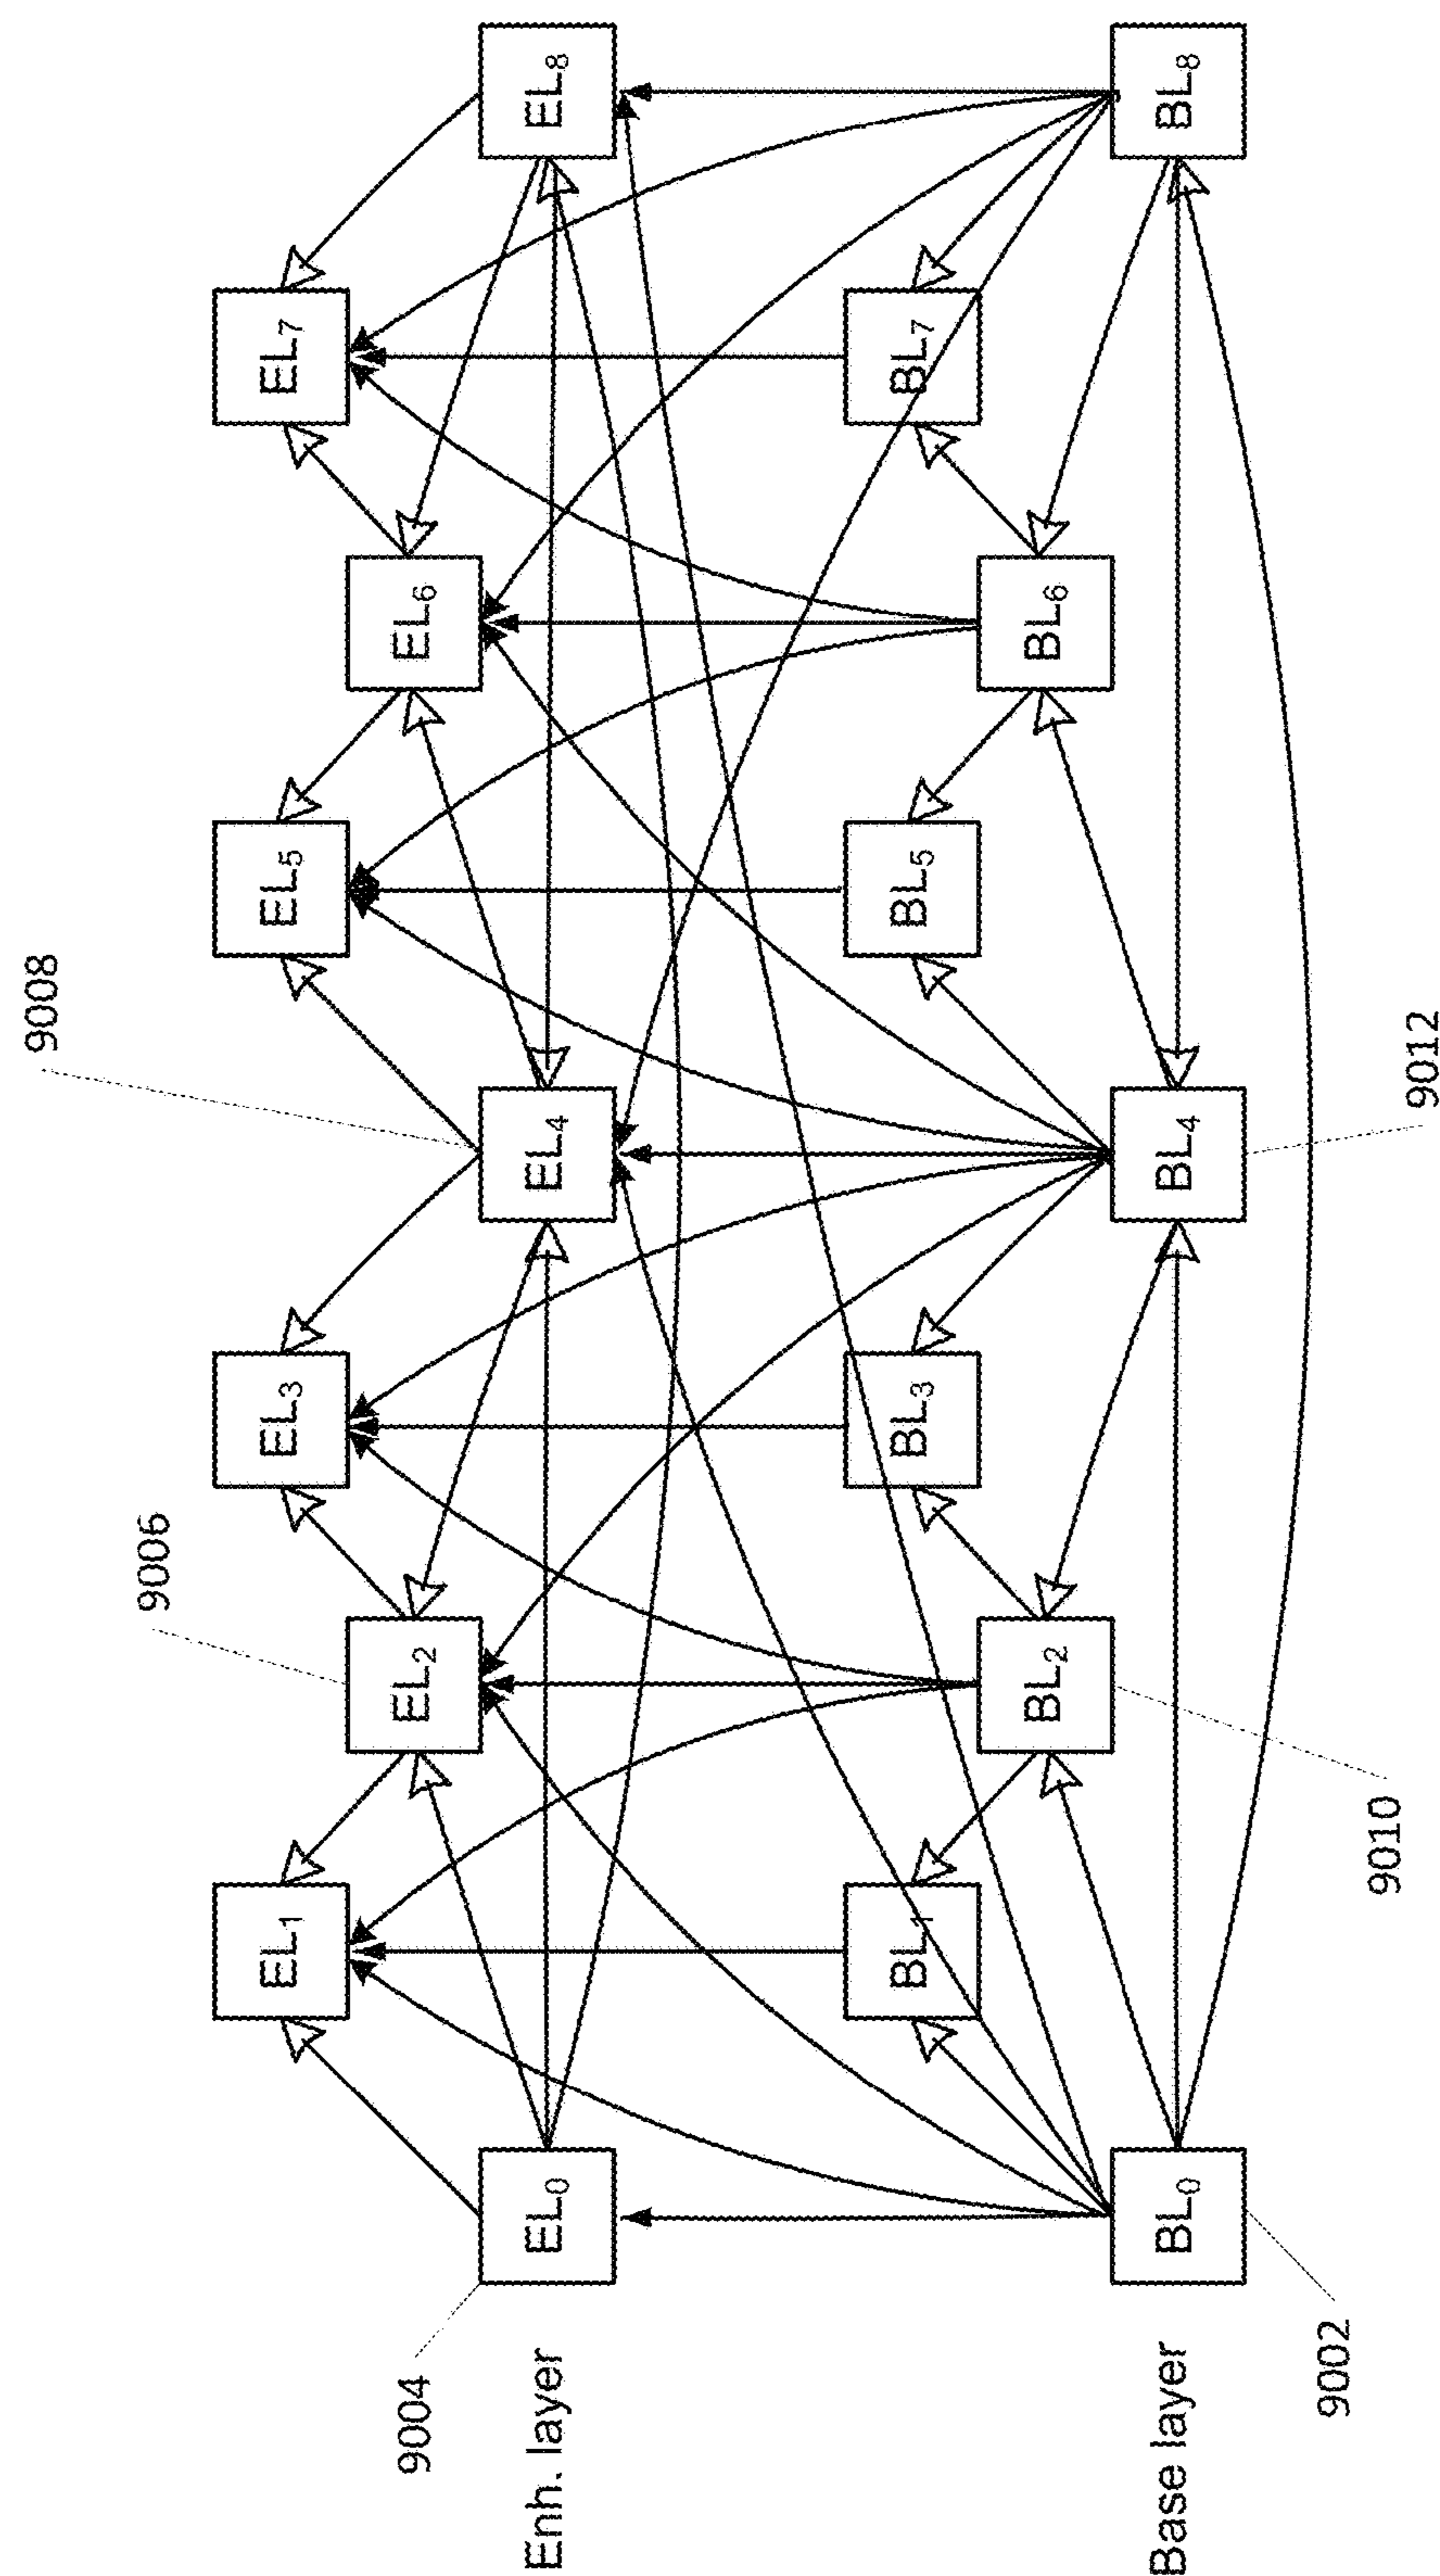 9008
9006
EL₁ EL₃ EL₅ EL₇
EL₂ EL₆
9004
Enh. layer EL₀ EL₄ EL₈
BL₁ BL₃ BL₅ BL₇
BL₂ BL₆
Base layer BL₀ BL₄ BL₈
9002
9010
9012